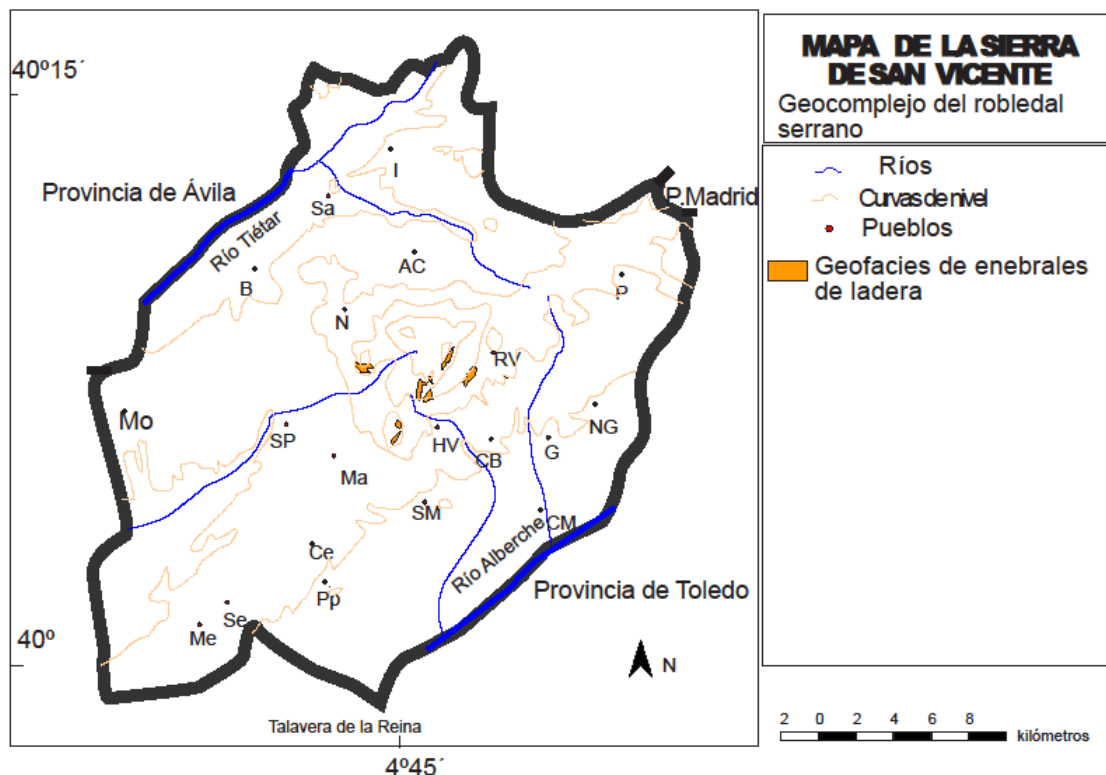 40º15´
Provincia de Ávila
Río Tiétar
I
Sa
P.Madrid
AC
B
P
N
RV
Mo
NG
SP
HV
CB
G
Ma
SM
CM
Río Alberche
Ce
Pp
Provincia de Toledo
Se
Me
40º
N
Talavera de la Reina
4º45´
MAPA DE LA SIERRA
DE SAN VICENTE
Geocomplejo del robledal
serrano
Ríos
Curvas de nivel
Pueblos
Geofacies de enebrales
de ladera
2 0 2 4 6 8
kilómetros